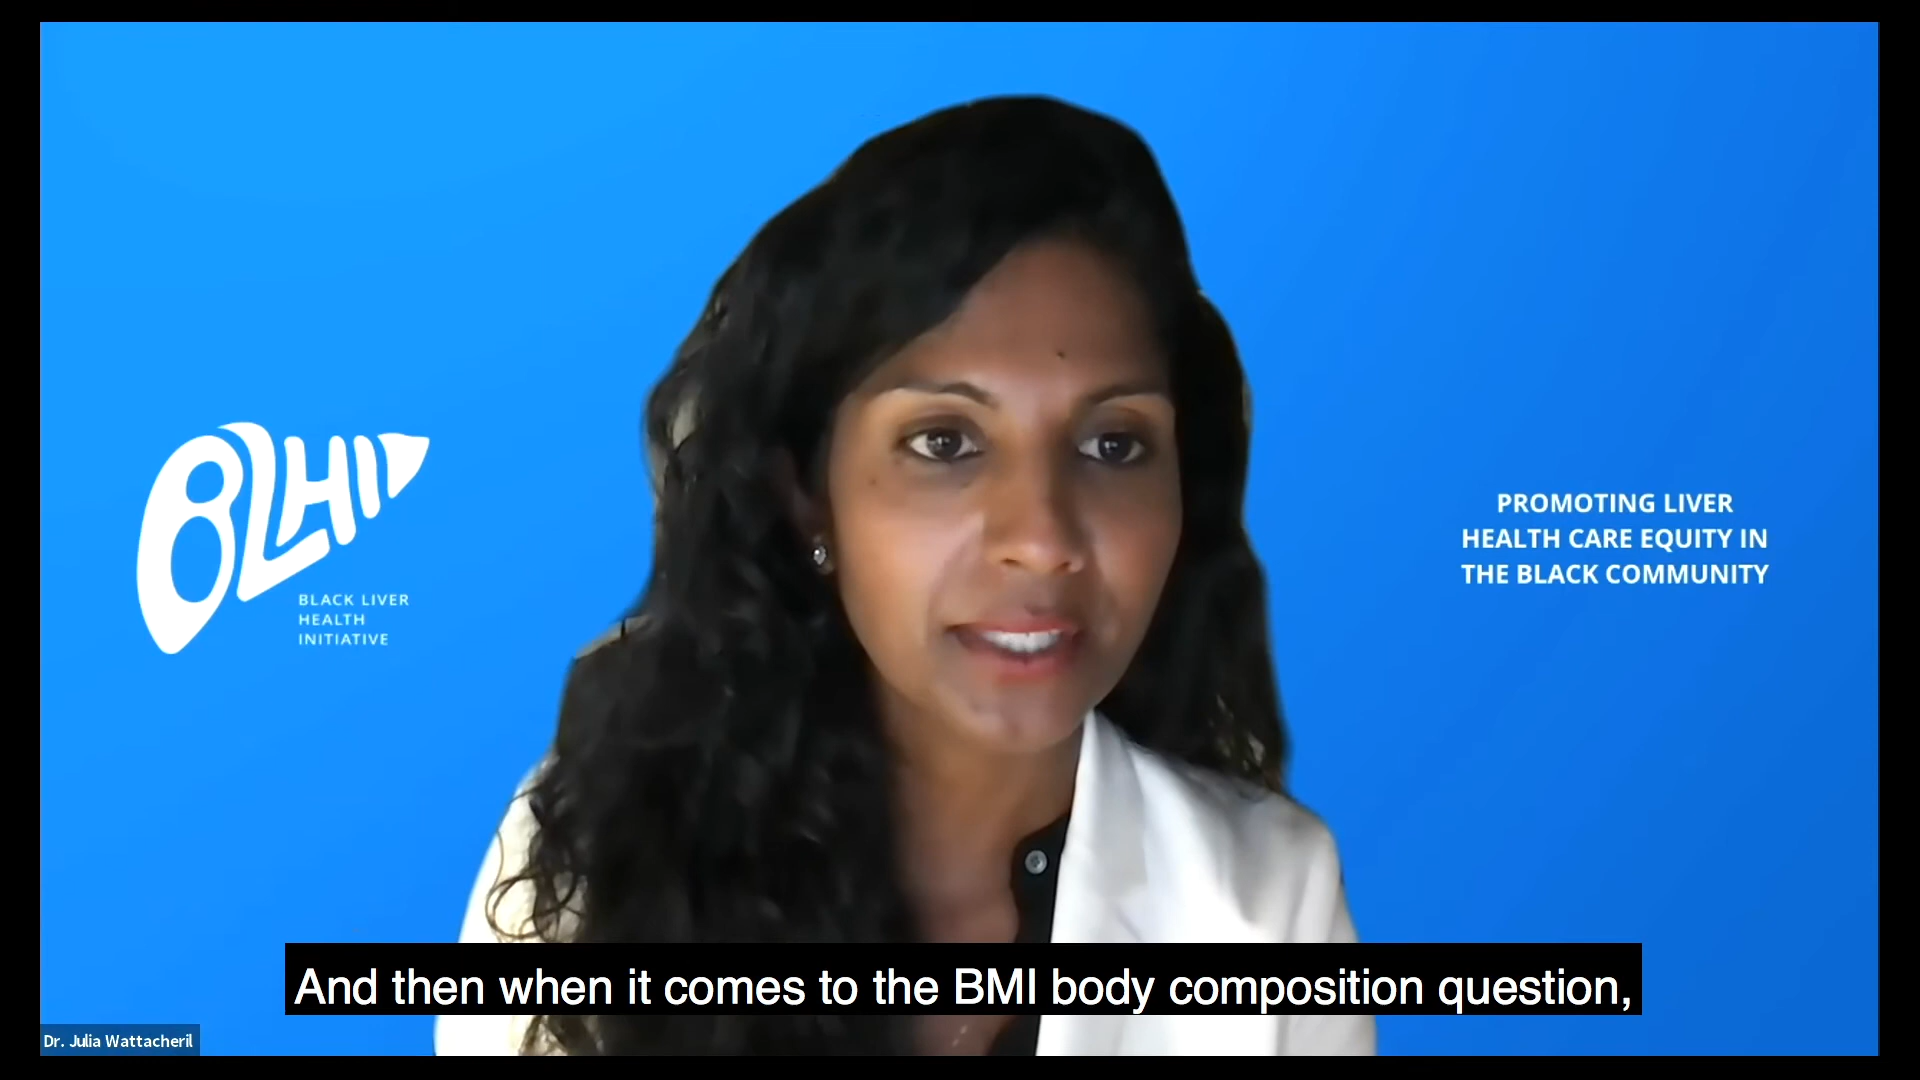 BLHI
BLACK LIVER
HEALTH
INITIATIVE
PROMOTING LIVER
HEALTH CARE EQUITY IN
THE BLACK COMMUNITY
And then when it comes to the BMI body composition question,
Dr. Julia Wattacheril